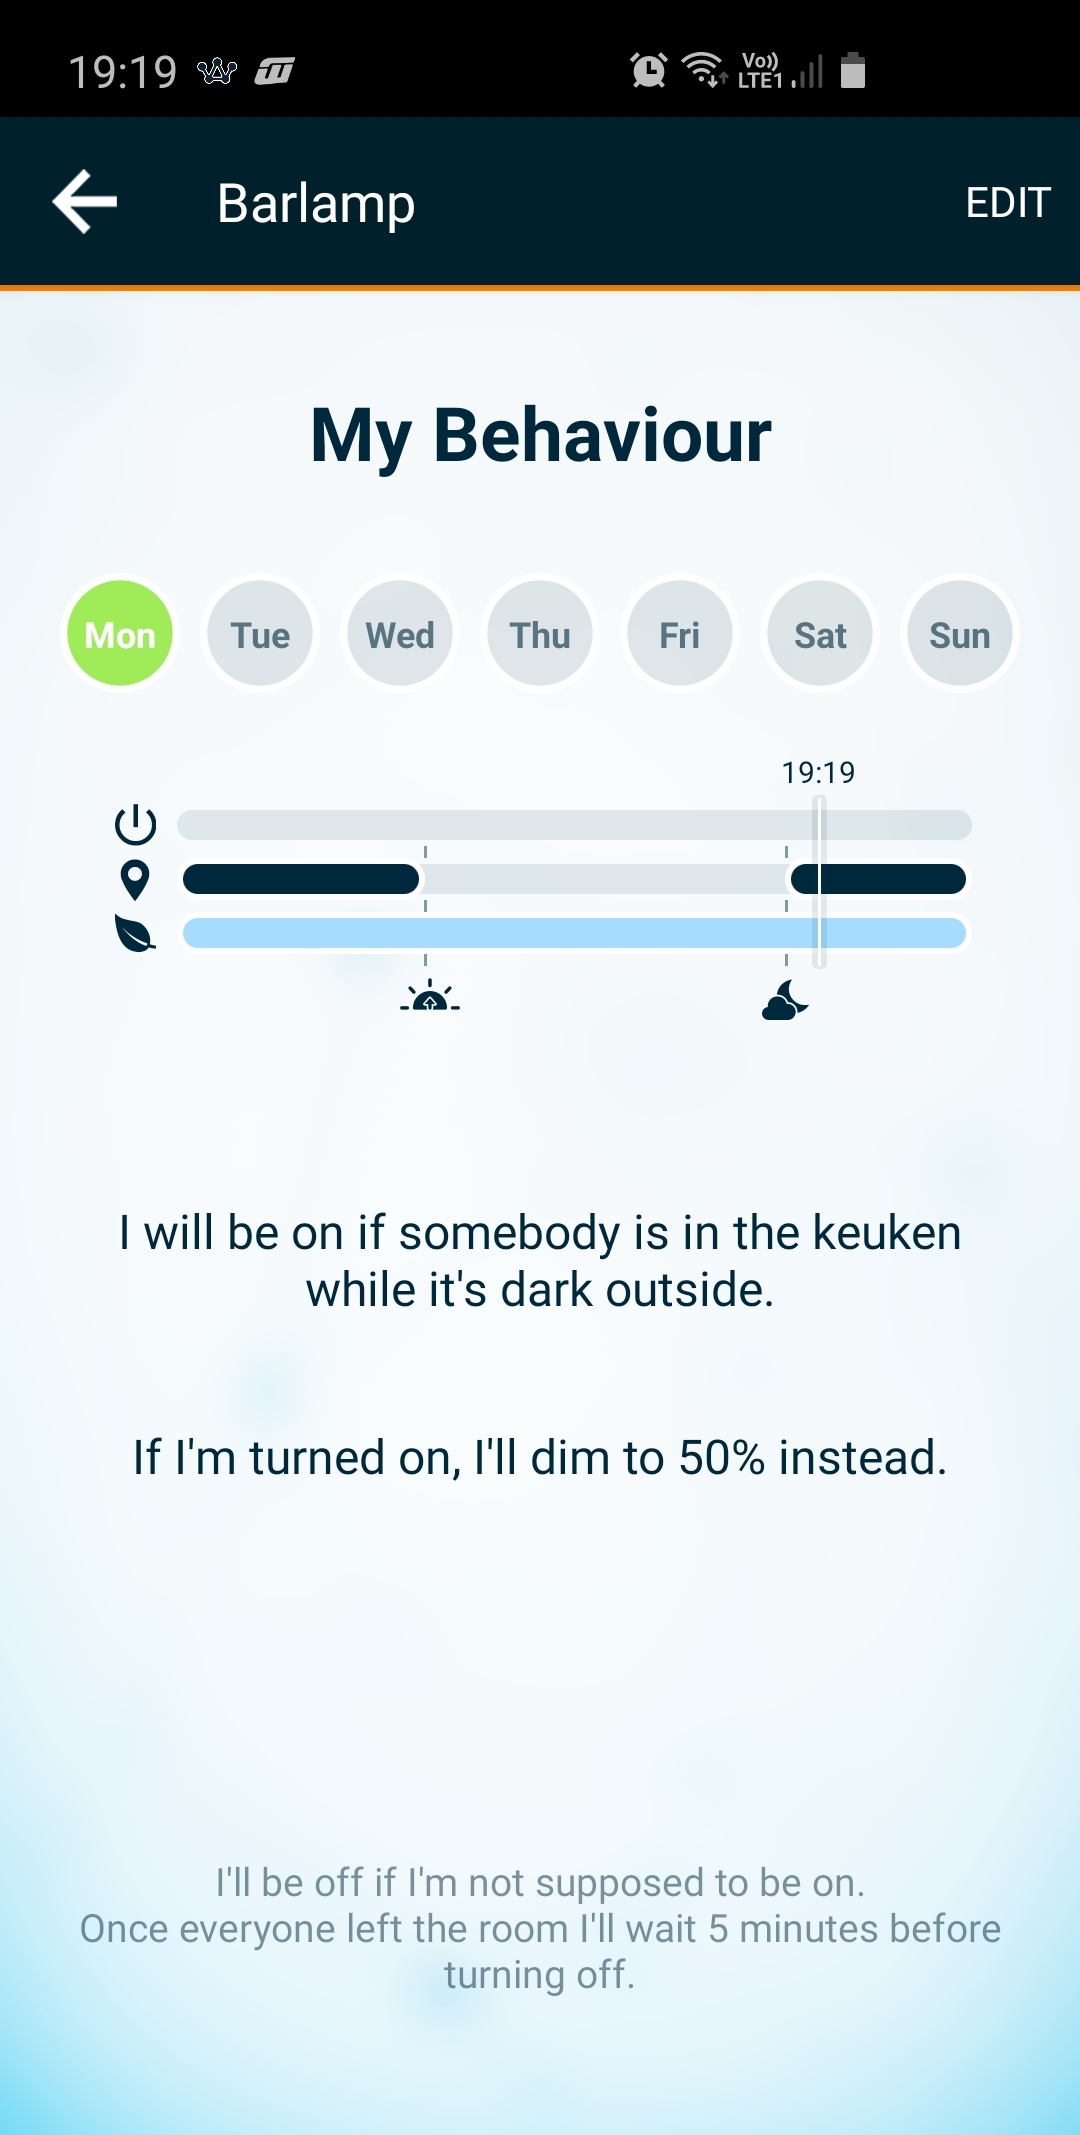 19:19
Vo))
LTE1
Barlamp
EDIT
My Behaviour
Mon Tue Wed Thu Fri Sat Sun
19:19
I will be on if somebody is in the keuken
while it's dark outside.
If I'm turned on, I'll dim to 50% instead.
I'll be off if I'm not supposed to be on.
Once everyone left the room I'll wait 5 minutes before
turning off.